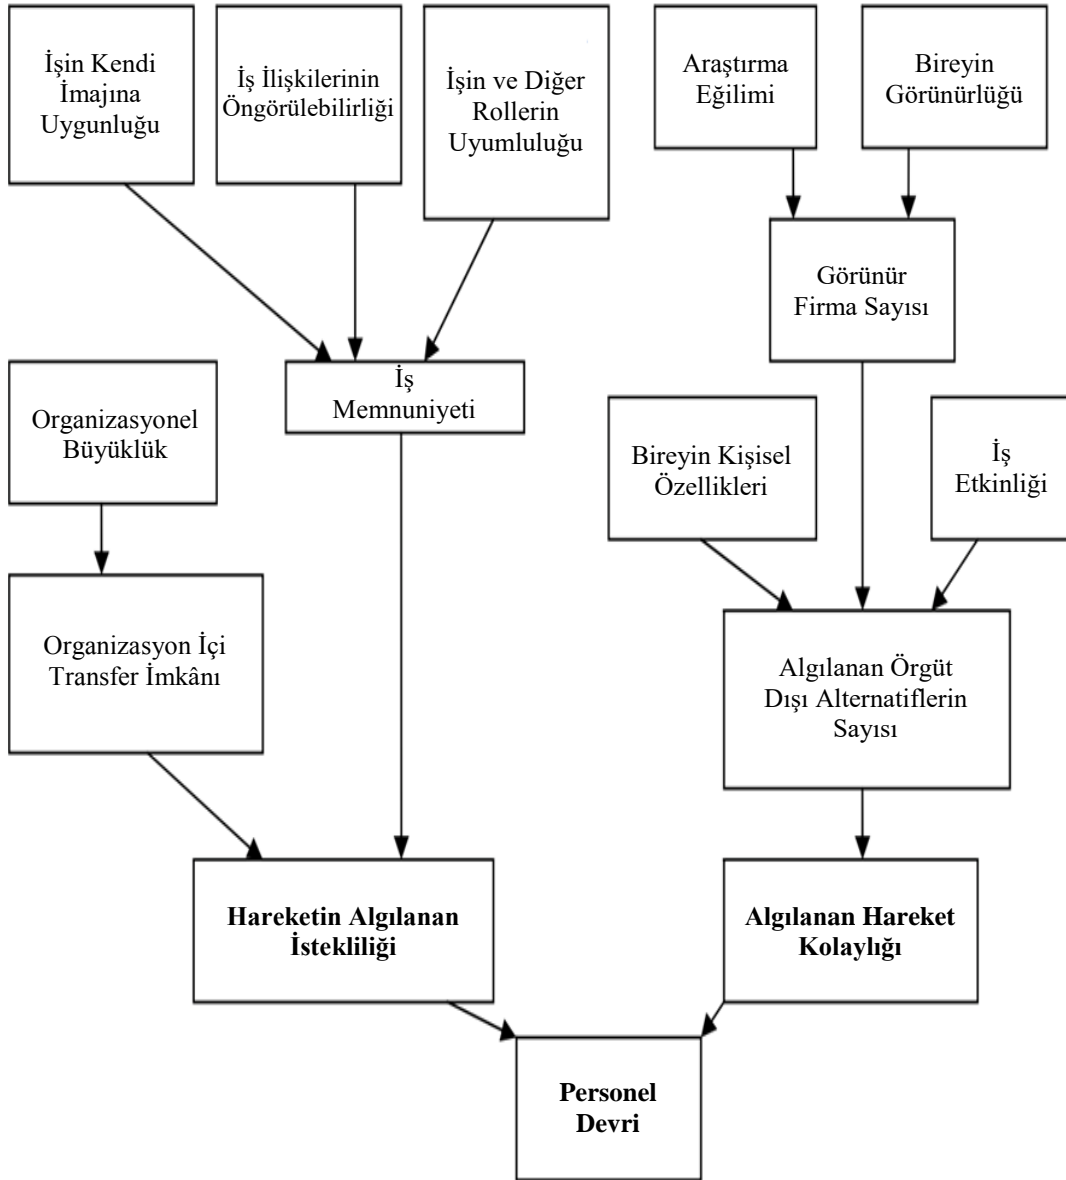 İşin Kendi
İmajına
Uygunluğu
İş İlişkilerinin
Öngörülebilirliği
İşin ve Diğer
Rollerin
Uyumluluğu
Araştırma
Eğilimi
Bireyin
Görünürlüğü
Görünür
Firma Sayısı
İş
Memnuniyeti
Organizasyonel
Büyüklük
Bireyin Kişisel
Özellikleri
İş
Etkinliği
Organizasyon İçi
Transfer İmkânı
Algılanan Örgüt
Dışı Alternatiflerin
Sayısı
Hareketin Algılanan
İstekliliği
Algılanan Hareket
Kolaylığı
Personel
Devri